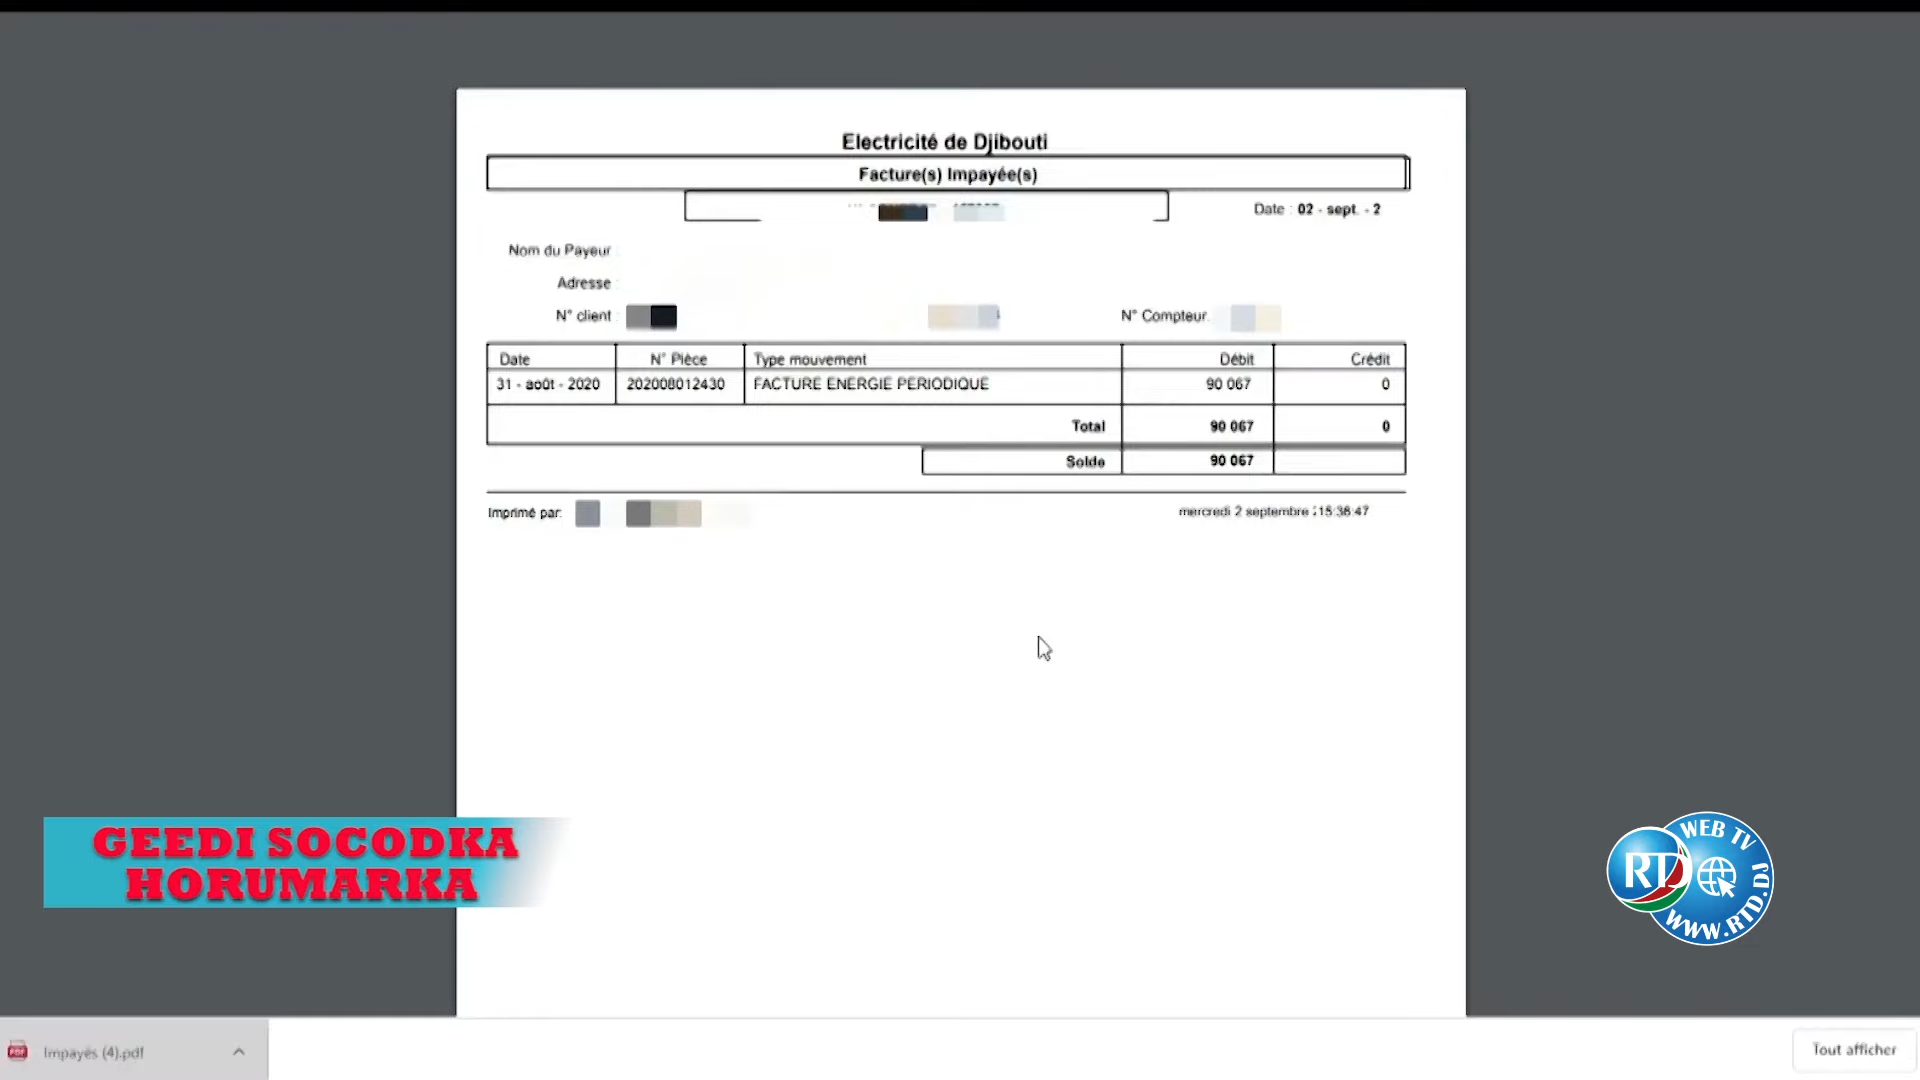 Electricité de Djibouti
Facture(s) Impayée(s)
Date : 02 - sept. - 2
Nom du Payeur :
Adresse :
N° client :
N° Compteur
Date N° Pièce Type mouvement Débit Crédit
31 - août - 2020 202008012430 FACTURE ENERGIE PERIODIQUE 90 067 0
Total 90 067 0
Solde 90 067
Imprimé par: mercredi 2 septembre 15:36:47
GEEDI SOCODKA
HORUMARKA
RTD WEB TV
WWW.RTD.DJ
Impayés (4).pdf
Tout afficher